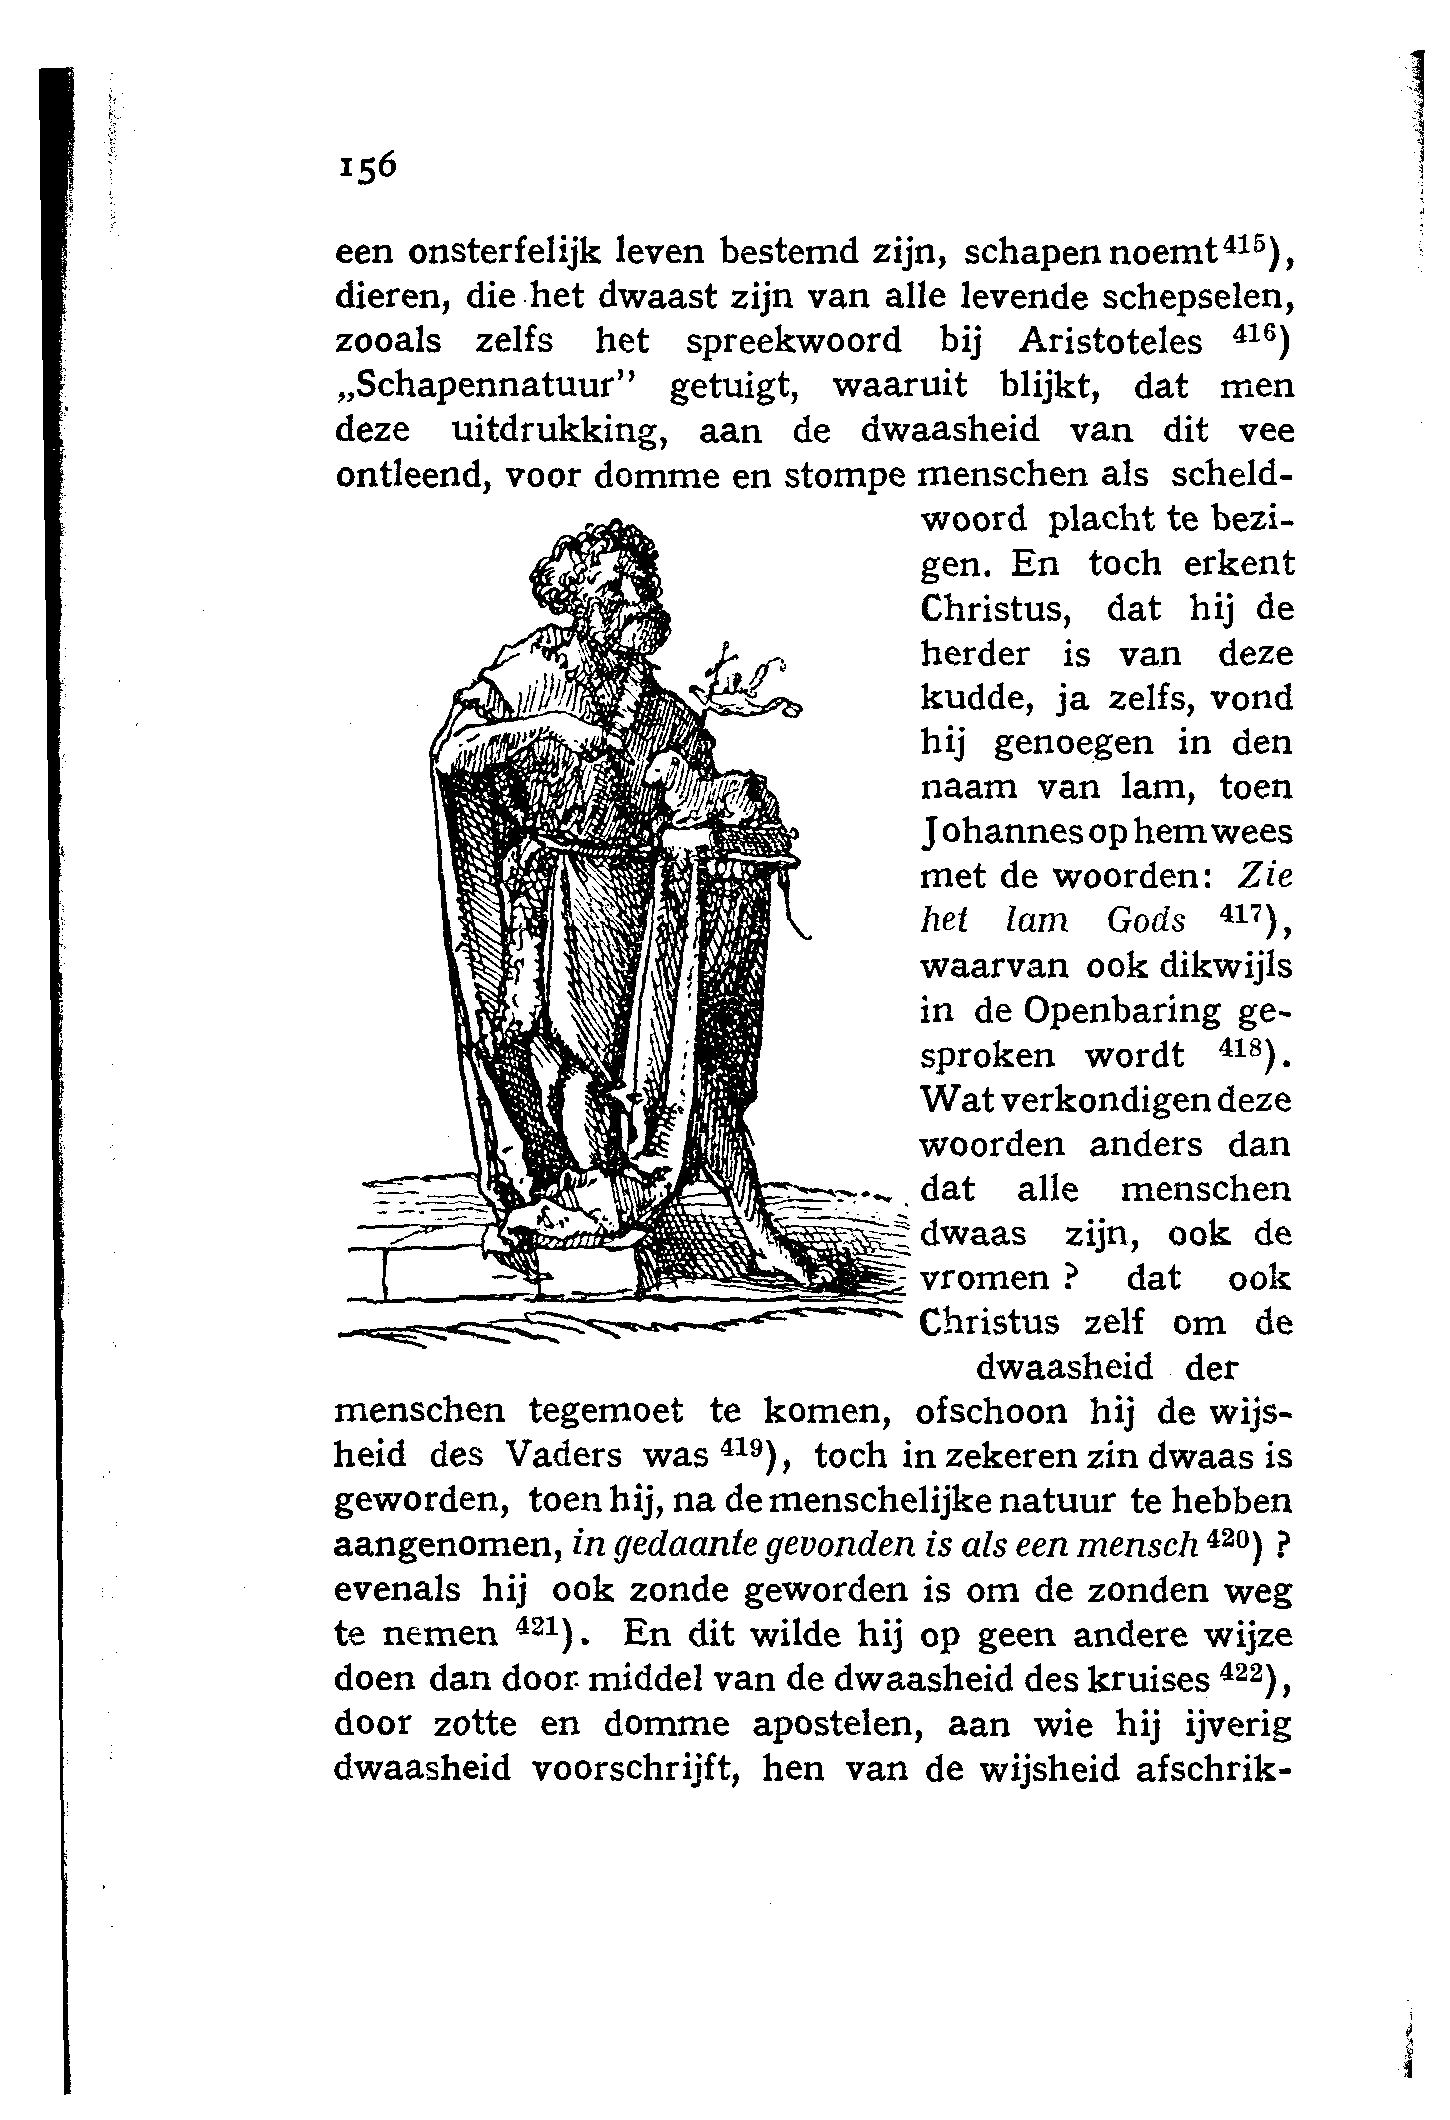 156
een onsterfelijk leven bestemd zijn, schapen noemt⁴¹⁵),
dieren, die het dwaast zijn van alle levende schepselen,
zooals zelfs het spreekwoord bij Aristoteles ⁴¹⁶)
„Schapennatuur” getuigt, waaruit blijkt, dat men
deze uitdrukking, aan de dwaasheid van dit vee
ontleend, voor domme en stompe menschen als scheld-
woord placht te bezi-
gen. En toch erkent
Christus, dat hij de
herder is van deze
kudde, ja zelfs, vond
hij genoegen in den
naam van lam, toen
Johannes op hem wees
met de woorden: Zie
het lam Gods ⁴¹⁷),
waarvan ook dikwijls
in de Openbaring ge-
sproken wordt ⁴¹⁸).
Wat verkondigen deze
woorden anders dan
dat alle menschen
dwaas zijn, ook de
vromen ? dat ook
Christus zelf om de
dwaasheid der
menschen tegemoet te komen, ofschoon hij de wijs-
heid des Vaders was ⁴¹⁹), toch in zekeren zin dwaas is
geworden, toen hij, na de menschelijke natuur te hebben
aangenomen, in gedaante gevonden is als een mensch ⁴²⁰) ?
evenals hij ook zonde geworden is om de zonden weg
te nemen ⁴²¹). En dit wilde hij op geen andere wijze
doen dan door middel van de dwaasheid des kruises ⁴²²),
door zotte en domme apostelen, aan wie hij ijverig
dwaasheid voorschrijft, hen van de wijsheid afschrik-